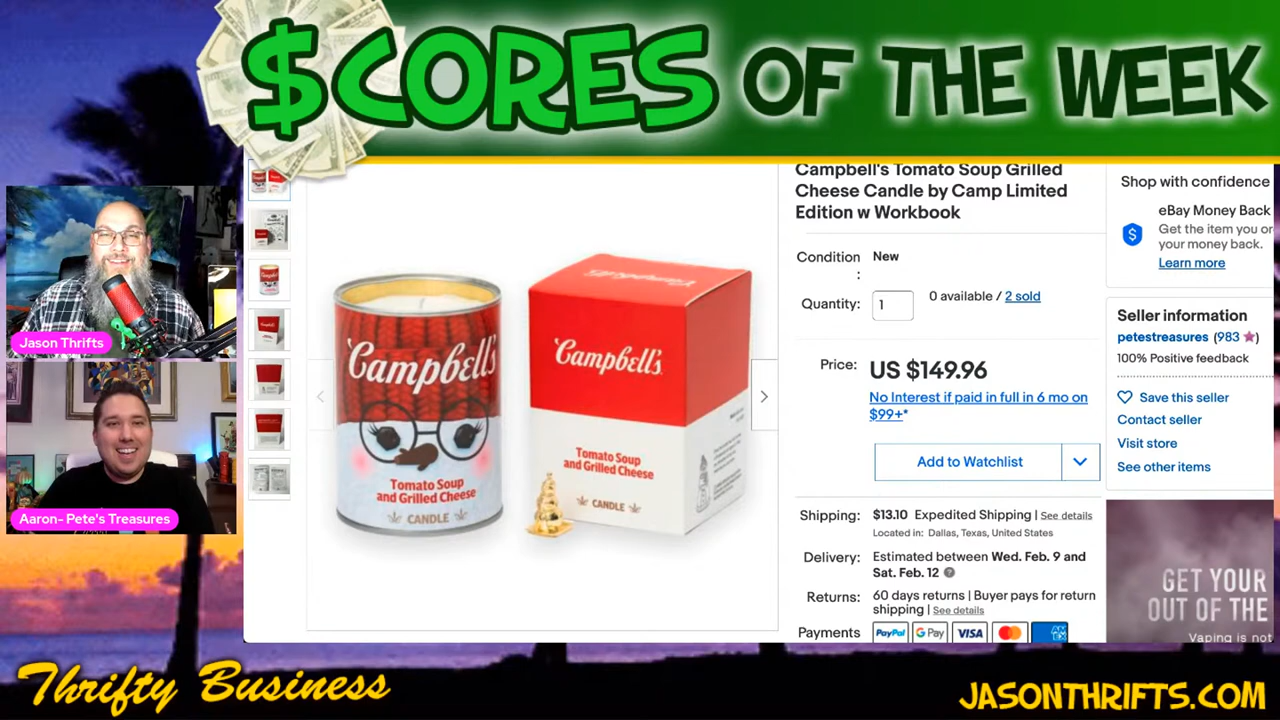 $CORES OF THE WEEK
Campbell's Tomato Soup Grilled
Cheese Candle by Camp Limited
Edition w Workbook
Condition
:
New
Quantity:
1
0 available / 2 sold
Price:
US $149.96
No Interest if paid in full in 6 mo on
$99+*
Add to Watchlist
Shipping:
$13.10 Expedited Shipping | See details
Located in: Dallas, Texas, United States
Delivery:
Estimated between Wed. Feb. 9 and
Sat. Feb. 12
Returns:
60 days returns | Buyer pays for return
shipping | See details
Payments
PayPal
G Pay
VISA
Shop with confidence
eBay Money Back
Get the item you or
your money back.
Learn more
Seller information
petestreasures (983)
100% Positive feedback
Save this seller
Contact seller
Visit store
See other items
GET YOUR
OUT OF THE
Vaping is not
Campbell's
Tomato Soup
and Grilled Cheese
CANDLE
Campbell's
Tomato Soup
and Grilled Cheese
CANDLE
Jason Thrifts
Aaron- Pete's Treasures
Thrifty Business
JASONTHRIFTS.COM